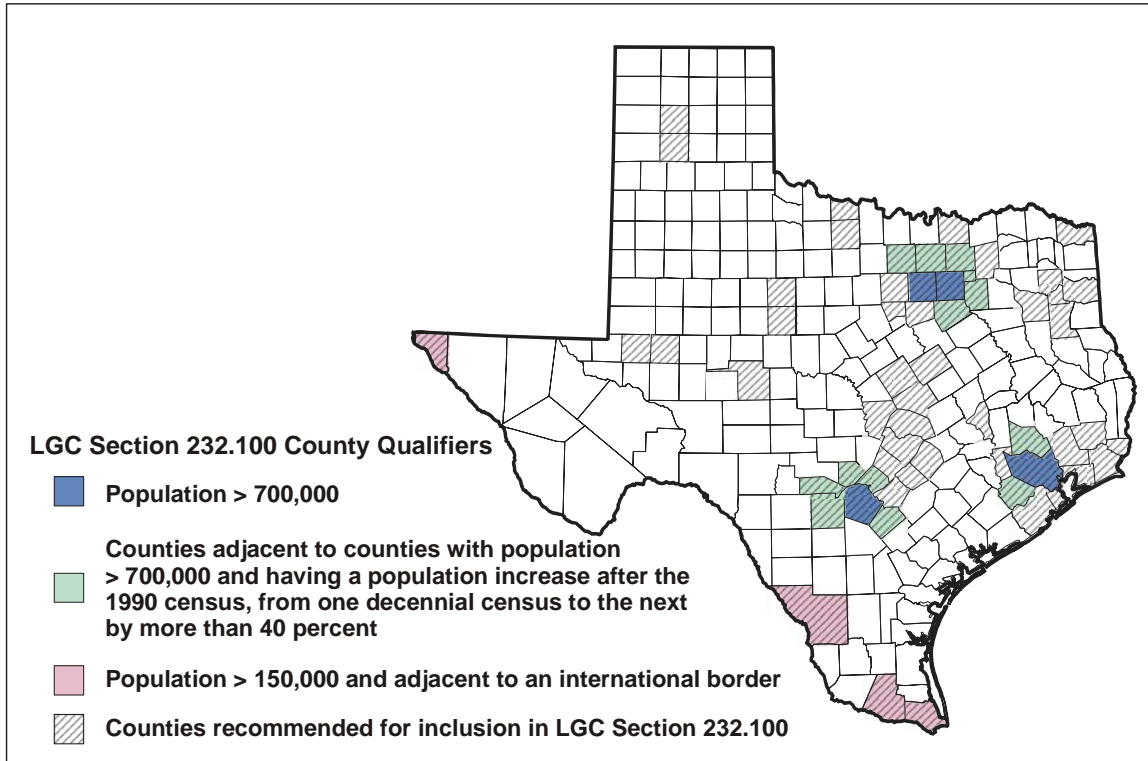 LGC Section 232.100 County Qualifiers
Population > 700,000
Counties adjacent to counties with population
> 700,000 and having a population increase after the
1990 census, from one decennial census to the next
by more than 40 percent
Population > 150,000 and adjacent to an international border
Counties recommended for inclusion in LGC Section 232.100